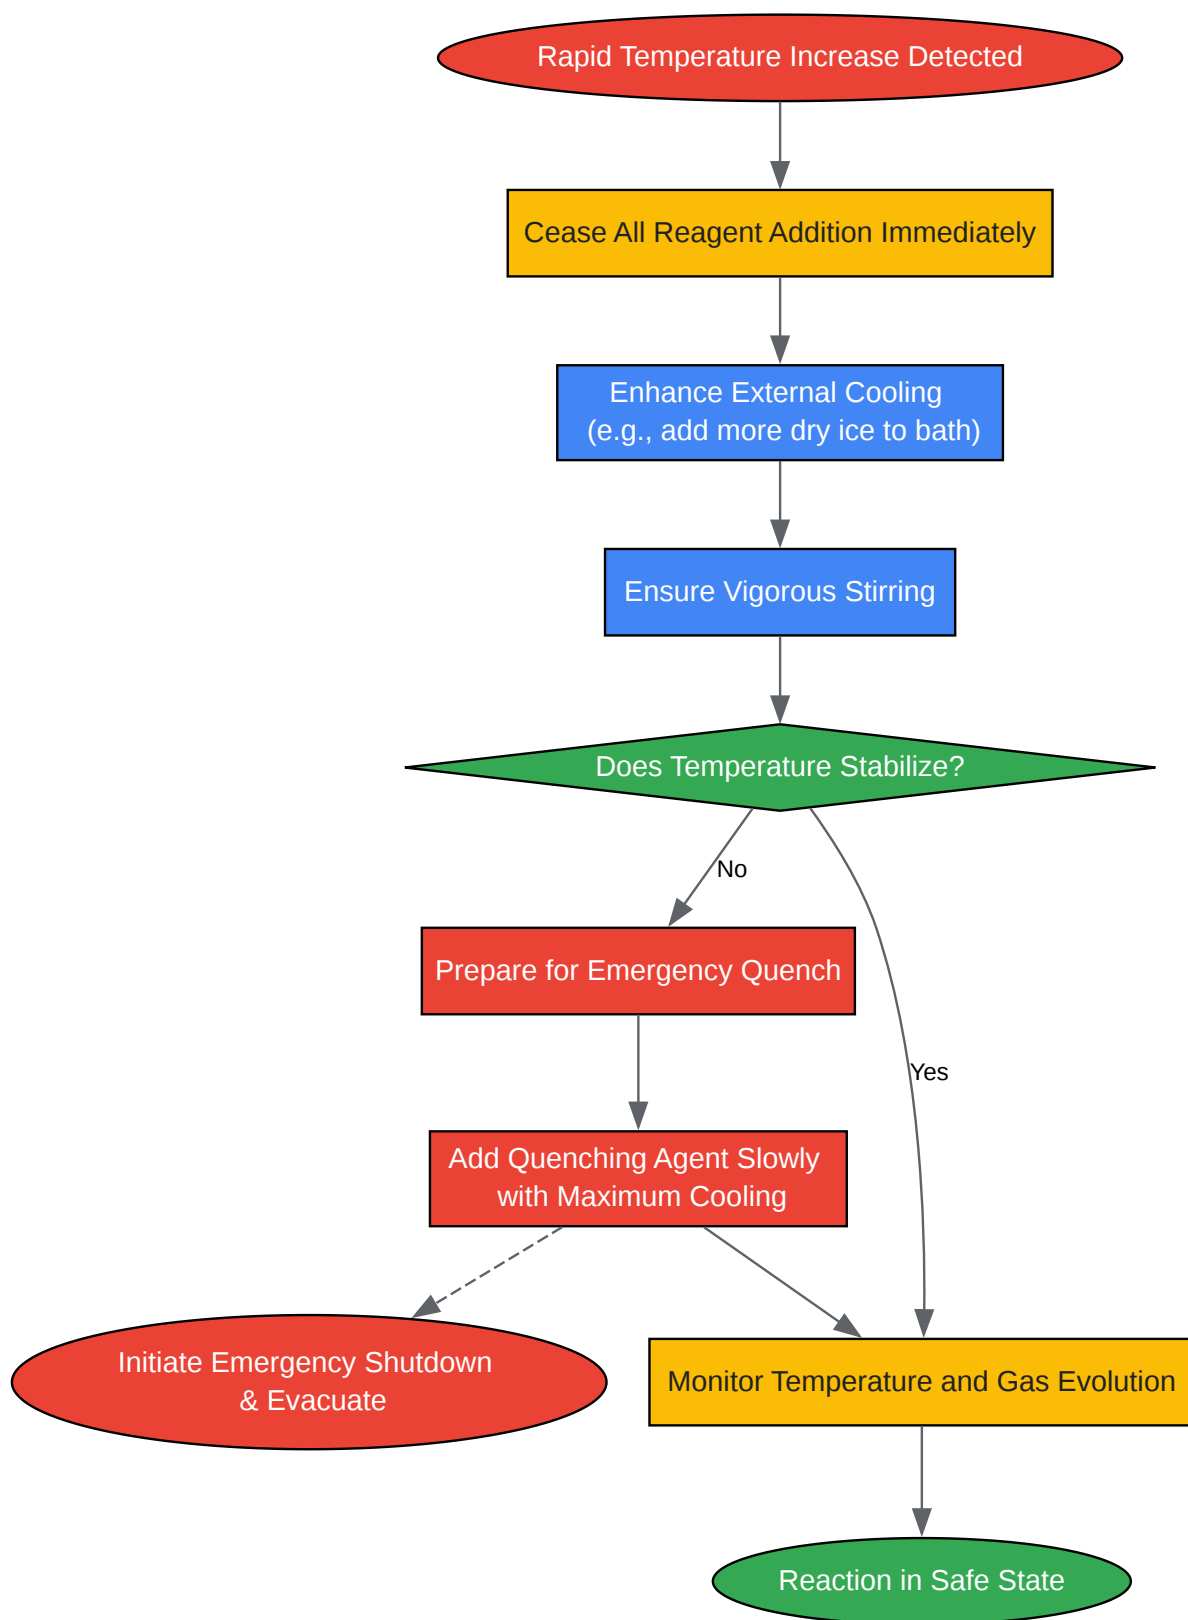 Rapid Temperature Increase Detected
Cease All Reagent Addition Immediately
Enhance External Cooling
(e.g., add more dry ice to bath)
Ensure Vigorous Stirring
Does Temperature Stabilize?
No
Prepare for Emergency Quench
Yes
Add Quenching Agent Slowly
with Maximum Cooling
Initiate Emergency Shutdown
& Evacuate
Monitor Temperature and Gas Evolution
Reaction in Safe State